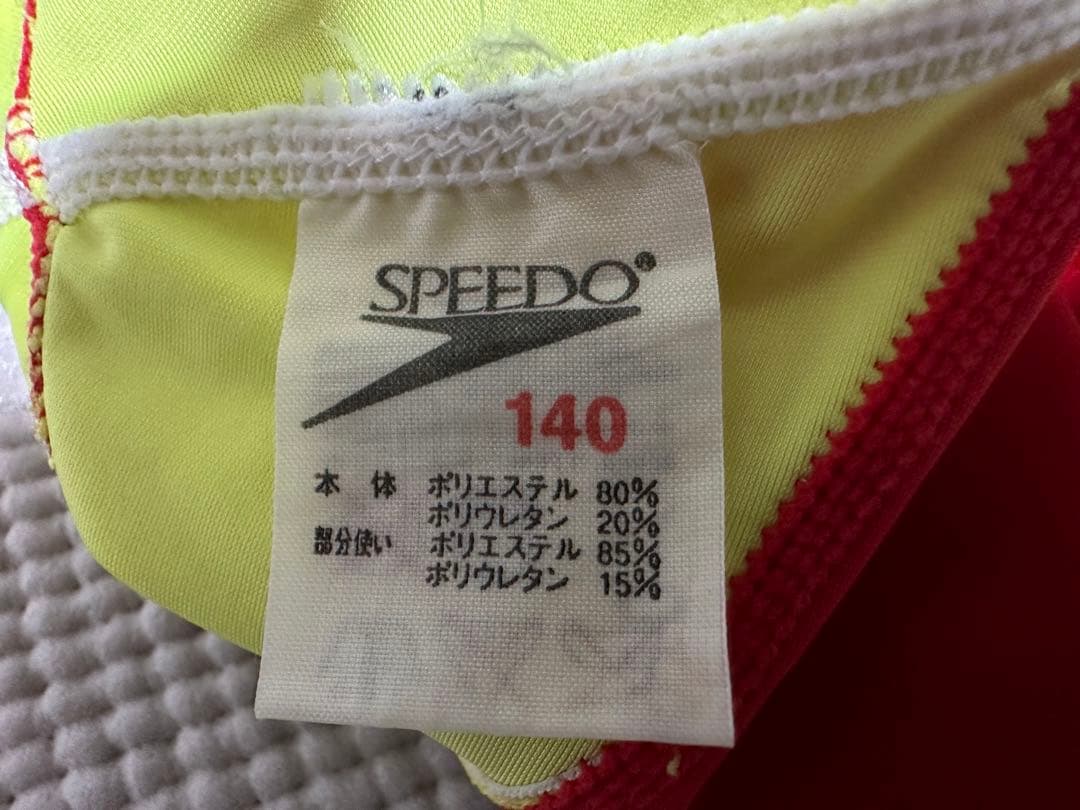 SPEEDO®
140
本 体 ポリエステル 80%
ポリウレタン 20%
部分使い ポリエステル 85%
ポリウレタン 15%